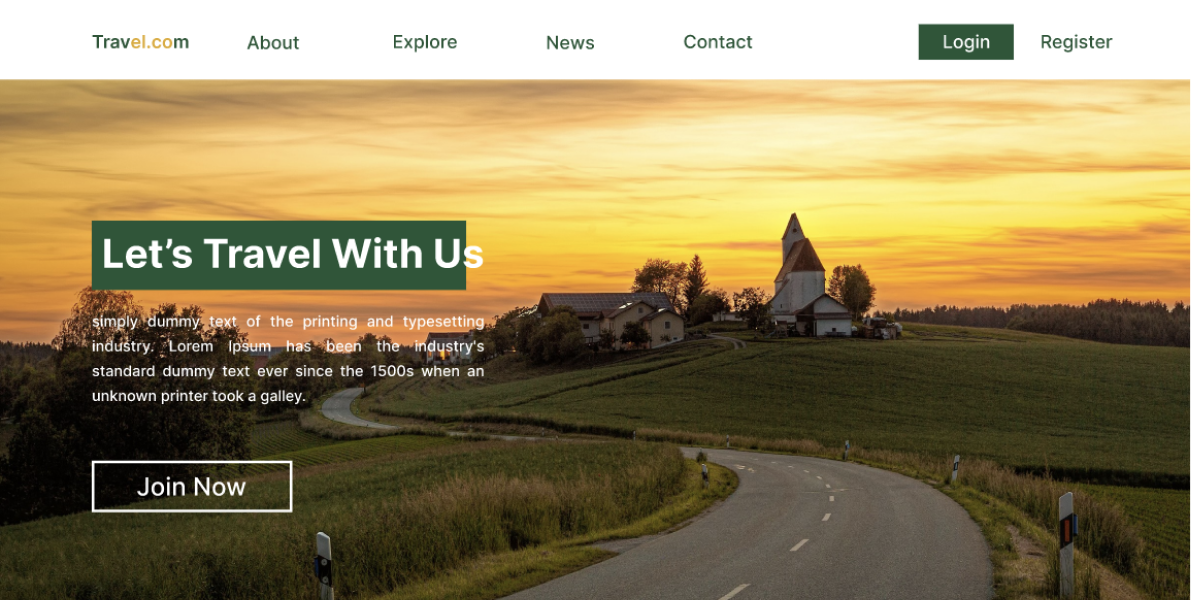 Travel.com
About
Explore
News
Contact
Login
Register
Let's Travel With Us
simply dummy text of the printing and typesetting
industry. Lorem Ipsum has been the industry's
standard dummy text ever since the 1500s when an
unknown printer took a galley.
Join Now